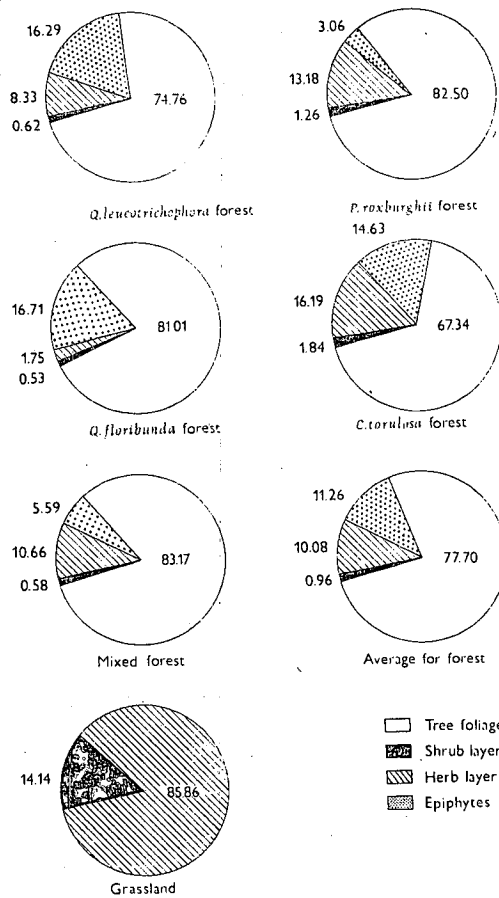 16.29
8.33
0.62
74.76
Q.leucotrichophora forest
3.06
13.18
1.26
82.50
P. roxburghii forest
16.71
1.75
0.53
81.01
Q.floribunda forest
14.63
16.19
1.84
67.34
C.torulosa forest
5.59
10.66
0.58
83.17
Mixed forest
11.26
10.08
0.96
77.70
Average for forest
14.14
85.86
Grassland
Tree foliage
Shrub layer
Herb layer
Epiphytes